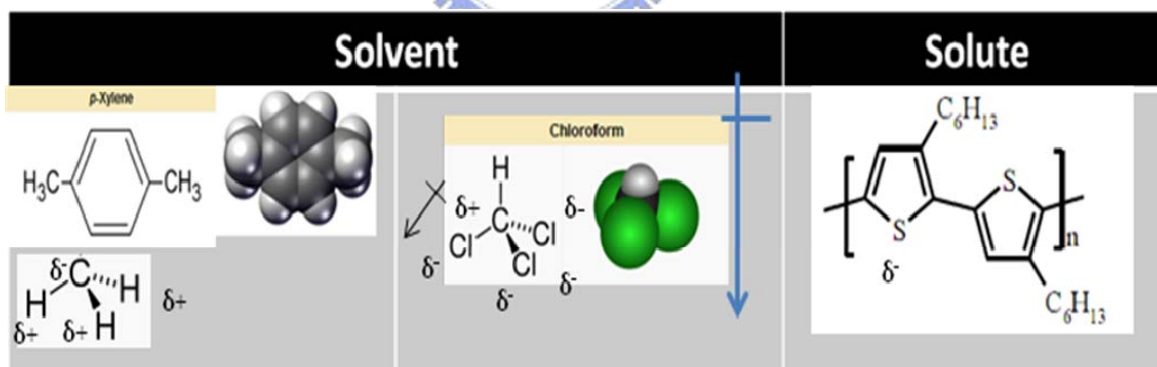 Solvent
Solute
p-Xylene
H₃C
CH₃
δ-
C
H
H
H
δ+
δ+
δ+
Chloroform
H
δ+
C
Cl
Cl
Cl
δ-
δ-
δ-
δ-
C₆H₁₃
S
S
n
δ-
C₆H₁₃